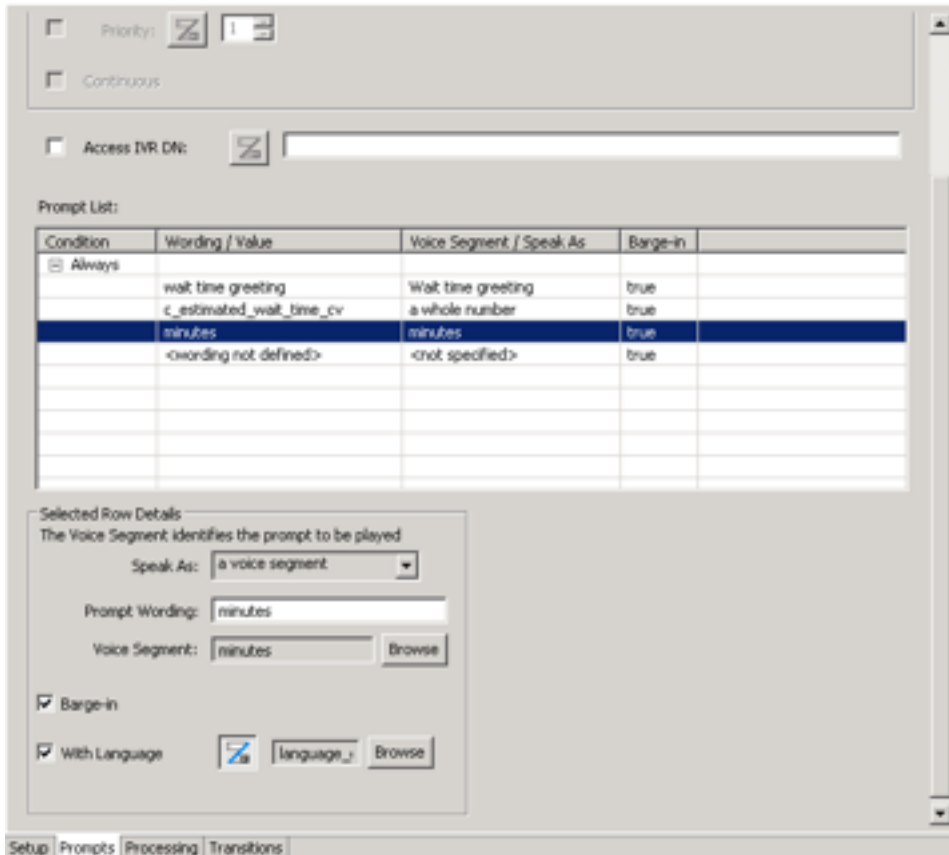 Priority: 1
Continuous
Access IVR DN:
Prompt List:
Condition Wording / Value Voice Segment / Speak As Barge-in
Always
wait time greeting Wait time greeting true
c_estimated_wait_time_cv a whole number true
minutes minutes true
<wording not defined> <not specified> true
Selected Row Details
The Voice Segment identifies the prompt to be played
Speak As: a voice segment
Prompt Wording: minutes
Voice Segment: minutes Browse
Barge-in
With Language language_ Browse
Setup Prompts Processing Transitions